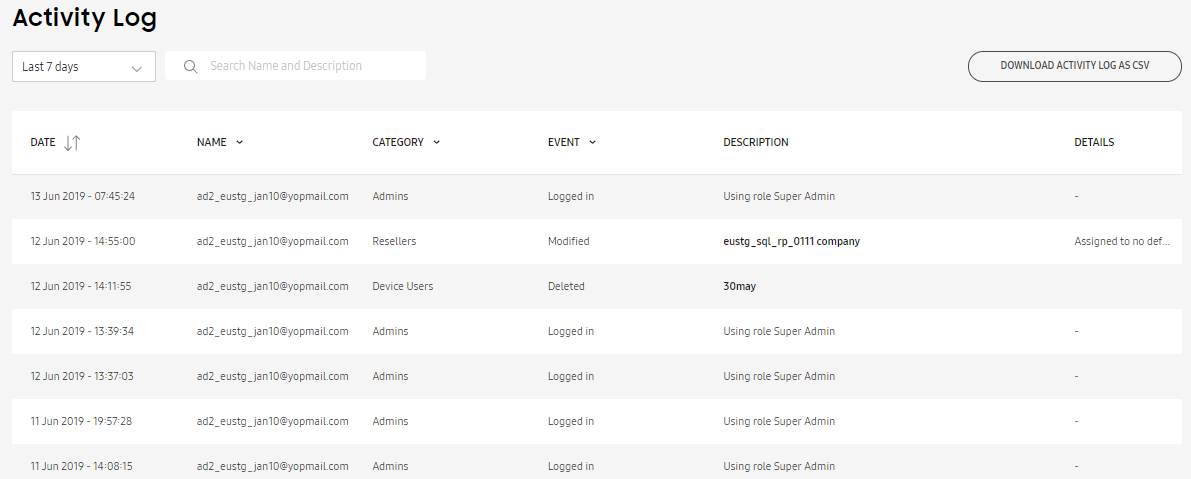 Activity Log
Last 7 days Search Name and Description DOWNLOAD ACTIVITY LOG AS CSV
DATE NAME CATEGORY EVENT DESCRIPTION DETAILS
13 Jun 2019 - 07:45:24 ad2_eustg_jan10@yopmail.com Admins Logged in Using role Super Admin -
12 Jun 2019 - 14:55:00 ad2_eustg_jan10@yopmail.com Resellers Modified eustg_sql_rp_0111 company Assigned to no def...
12 Jun 2019 - 14:11:55 ad2_eustg_jan10@yopmail.com Device Users Deleted 30may
12 Jun 2019 - 13:39:34 ad2_eustg_jan10@yopmail.com Admins Logged in Using role Super Admin -
12 Jun 2019 - 13:37:03 ad2_eustg_jan10@yopmail.com Admins Logged in Using role Super Admin -
11 Jun 2019 - 19:57:28 ad2_eustg_jan10@yopmail.com Admins Logged in Using role Super Admin -
11 Jun 2019 - 14:08:15 ad2_eustg_jan10@yopmail.com Admins Logged in Using role Super Admin -